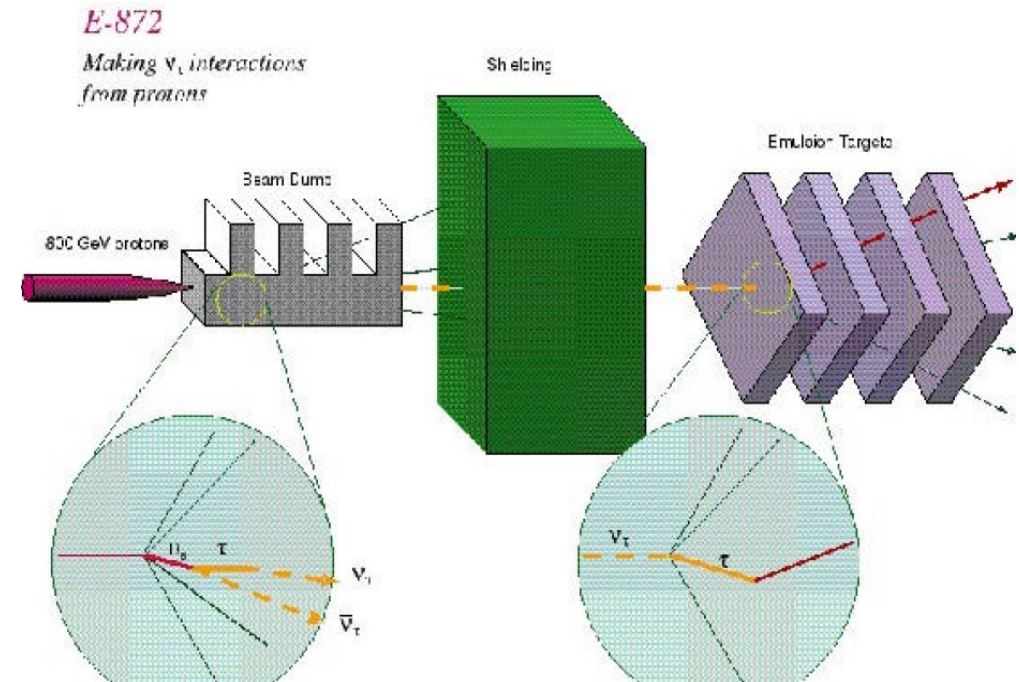 E-872
Making ντ interactions
from protons
Shielding
Emulsion Targets
Beam Dump
800 GeV protons
τ
ντ
ν̅τ
ντ
τ